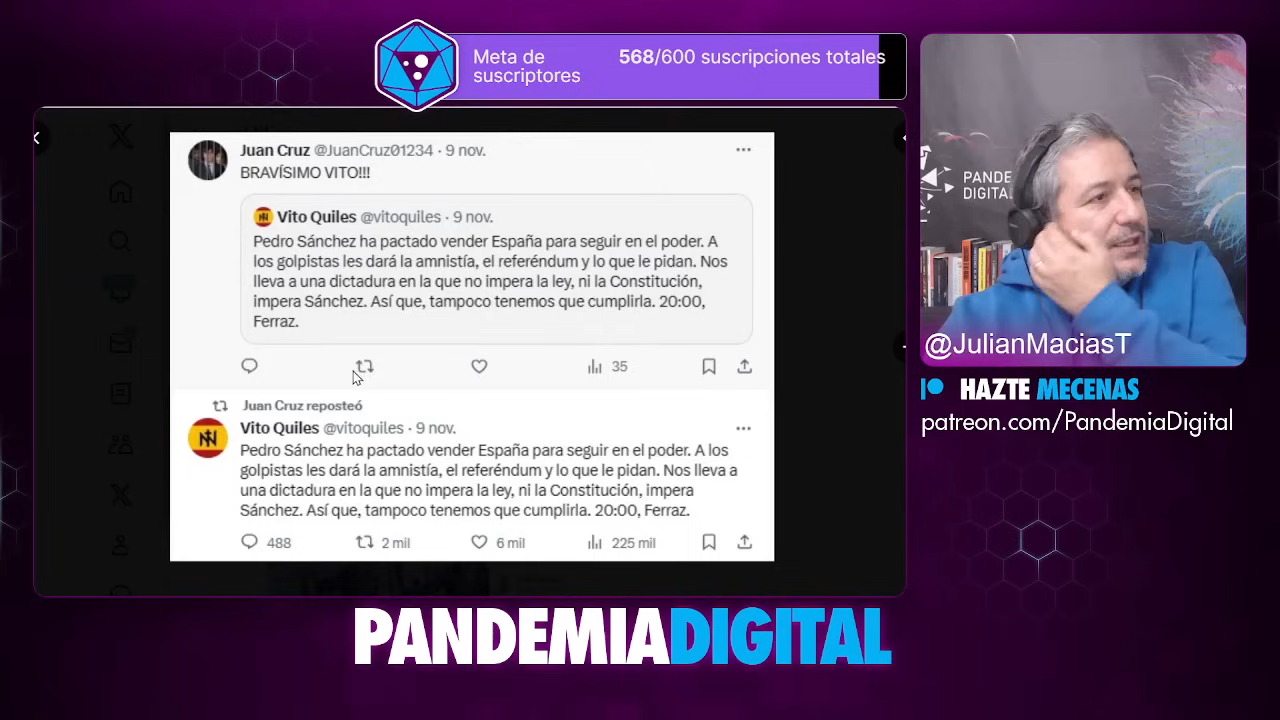 Meta de
suscriptores
568/600 suscripciones totales
Juan Cruz @JuanCruz01234 · 9 nov.
BRAVÍSIMO VITO!!!
Vito Quiles @vitoquiles · 9 nov.
Pedro Sánchez ha pactado vender España para seguir en el poder. A
los golpistas les dará la amnistía, el referéndum y lo que le pidan. Nos
lleva a una dictadura en la que no impera la ley, ni la Constitución,
impera Sánchez. Así que, tampoco tenemos que cumplirla. 20:00,
Ferraz.
35
Juan Cruz reposteó
Vito Quiles @vitoquiles · 9 nov.
Pedro Sánchez ha pactado vender España para seguir en el poder. A los
golpistas les dará la amnistía, el referéndum y lo que le pidan. Nos lleva a
una dictadura en la que no impera la ley, ni la Constitución, impera
Sánchez. Así que, tampoco tenemos que cumplirla. 20:00, Ferraz.
488 2 mil 6 mil 225 mil
PANDEM
DIGITAL
@JulianMaciasT
HAZTE MECENAS
patreon.com/PandemiaDigital
PANDEMIADIGITAL